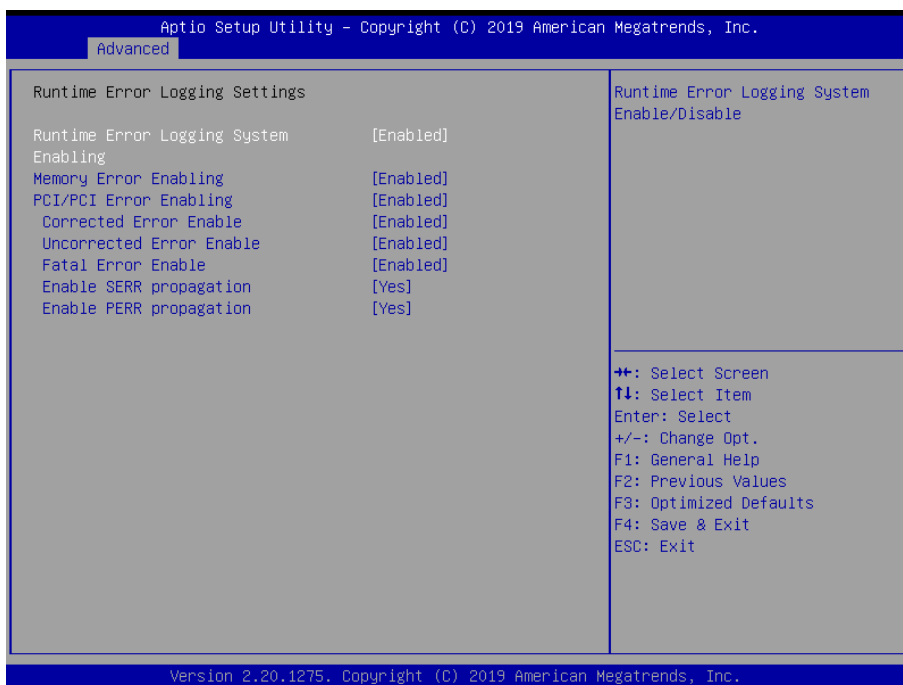 Aptio Setup Utility – Copyright (C) 2019 American Megatrends, Inc.
Advanced
Runtime Error Logging Settings
Runtime Error Logging System [Enabled]
Enabling
Memory Error Enabling [Enabled]
PCI/PCI Error Enabling [Enabled]
Corrected Error Enable [Enabled]
Uncorrected Error Enable [Enabled]
Fatal Error Enable [Enabled]
Enable SERR propagation [Yes]
Enable PERR propagation [Yes]
Runtime Error Logging System
Enable/Disable
→←: Select Screen
↑↓: Select Item
Enter: Select
+/-: Change Opt.
F1: General Help
F2: Previous Values
F3: Optimized Defaults
F4: Save & Exit
ESC: Exit
Version 2.20.1275. Copyright (C) 2019 American Megatrends, Inc.